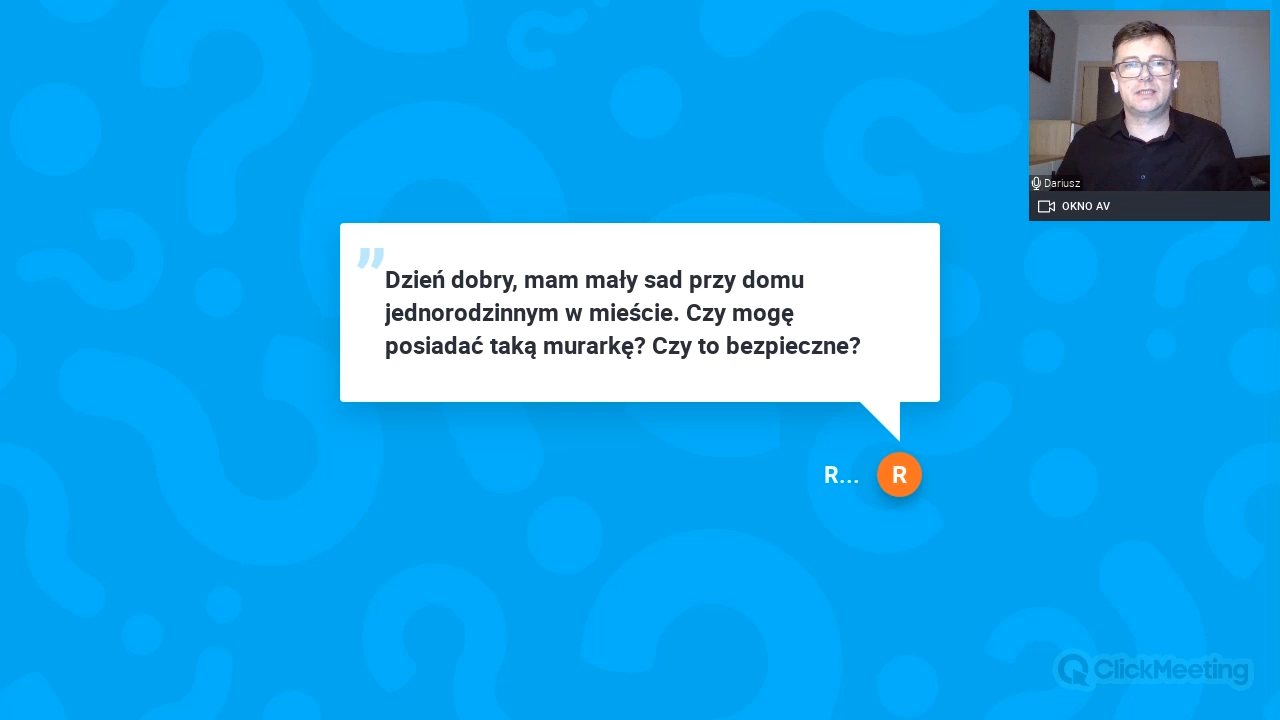 Dariusz
OKNO AV
”
Dzień dobry, mam mały sad przy domu
jednorodzinnym w mieście. Czy mogę
posiadać taką murarkę? Czy to bezpieczne?
R... R
ClickMeeting